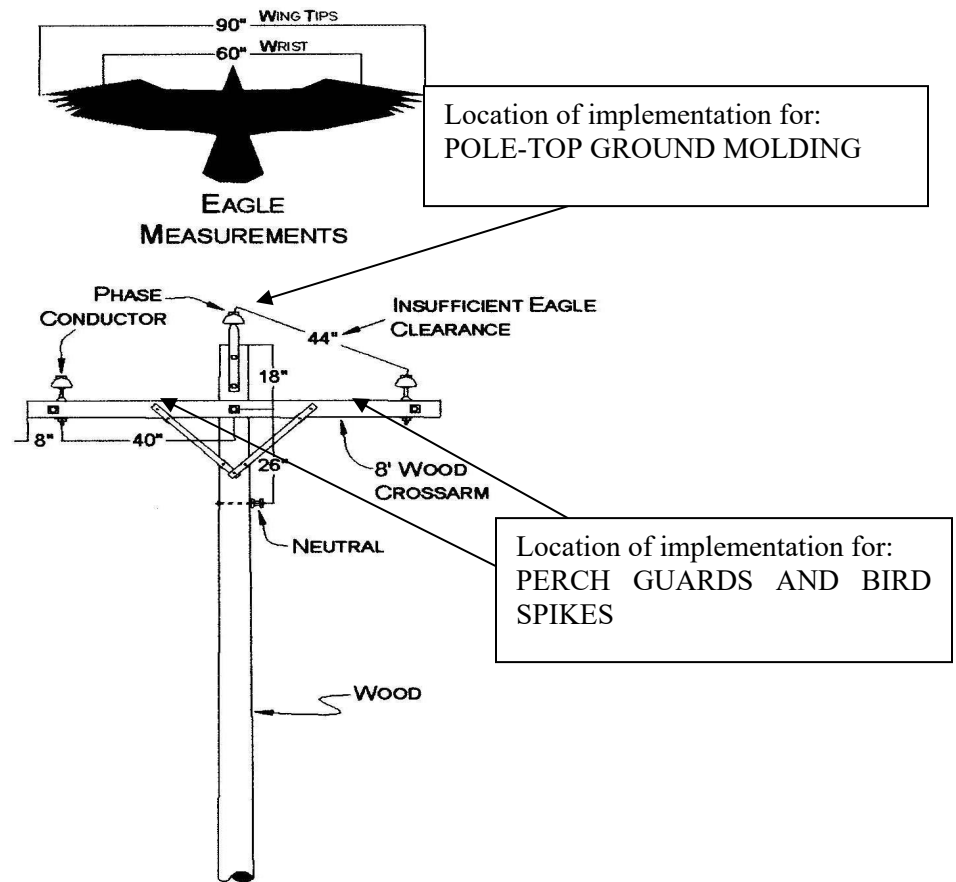 90" WING TIPS
60" WRIST
EAGLE
MEASUREMENTS
Location of implementation for:
POLE-TOP GROUND MOLDING
PHASE
CONDUCTOR
INSUFFICIENT EAGLE
CLEARANCE
44"
18"
8"
40"
26"
8' WOOD
CROSSARM
NEUTRAL
Location of implementation for:
PERCH GUARDS AND BIRD
SPIKES
WOOD